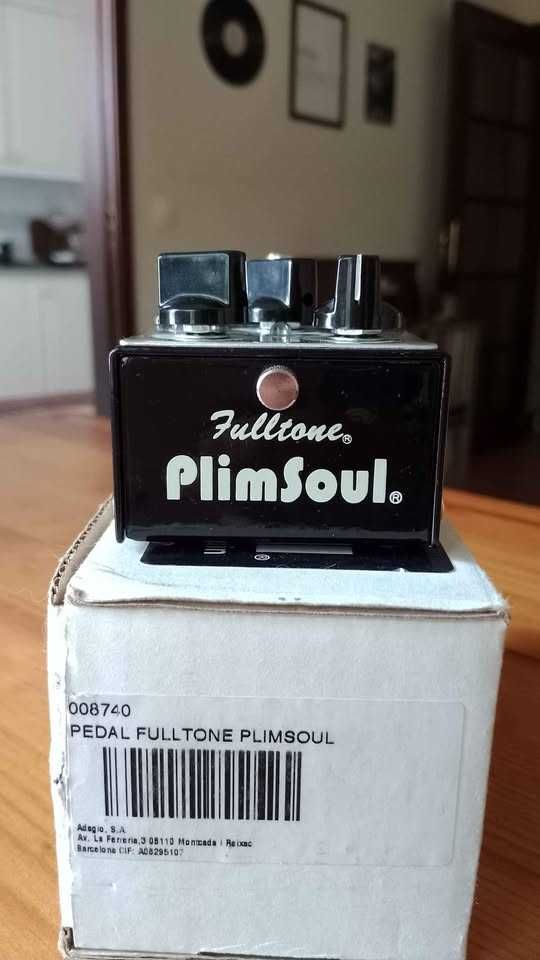 Fulltone®
PlimSoul®
008740
PEDAL FULLTONE PLIMSOUL
Adagio, S.A.
Av. La Ferreria,3 08110 Montcada i Reixac
Barcelona CIF: A08295107